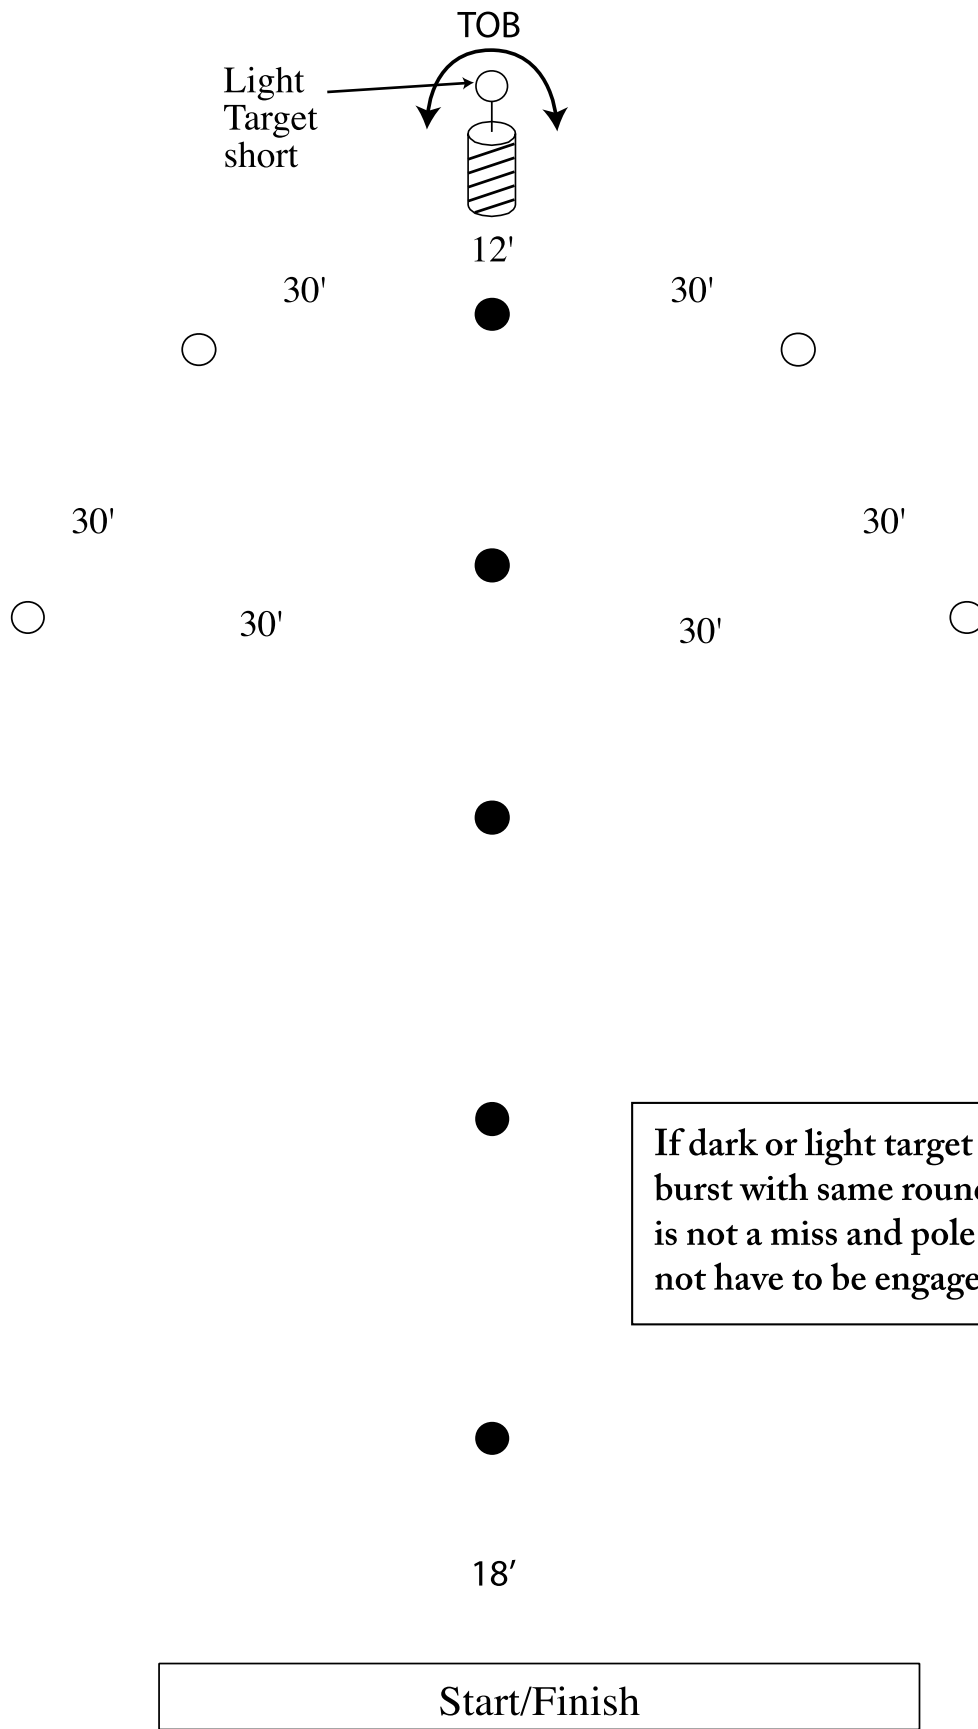 TOB
Light
Target
short
12'
30'
30'
30'
30'
30'
30'
If dark or light target
burst with same roun
is not a miss and pole
not have to be engage
18’
Start/Finish